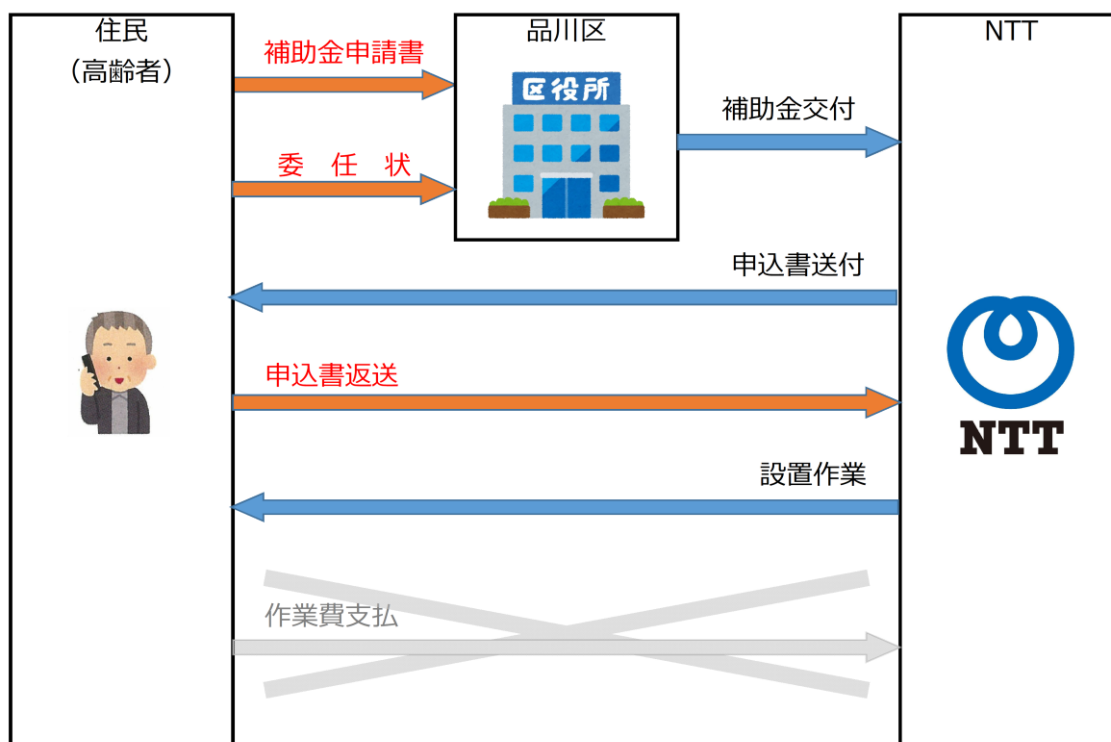 住民
（高齢者）
品川区
NTT
補助金申請書
区役所
補助金交付
委　任　状
申込書送付
申込書返送
NTT
設置作業
作業費支払